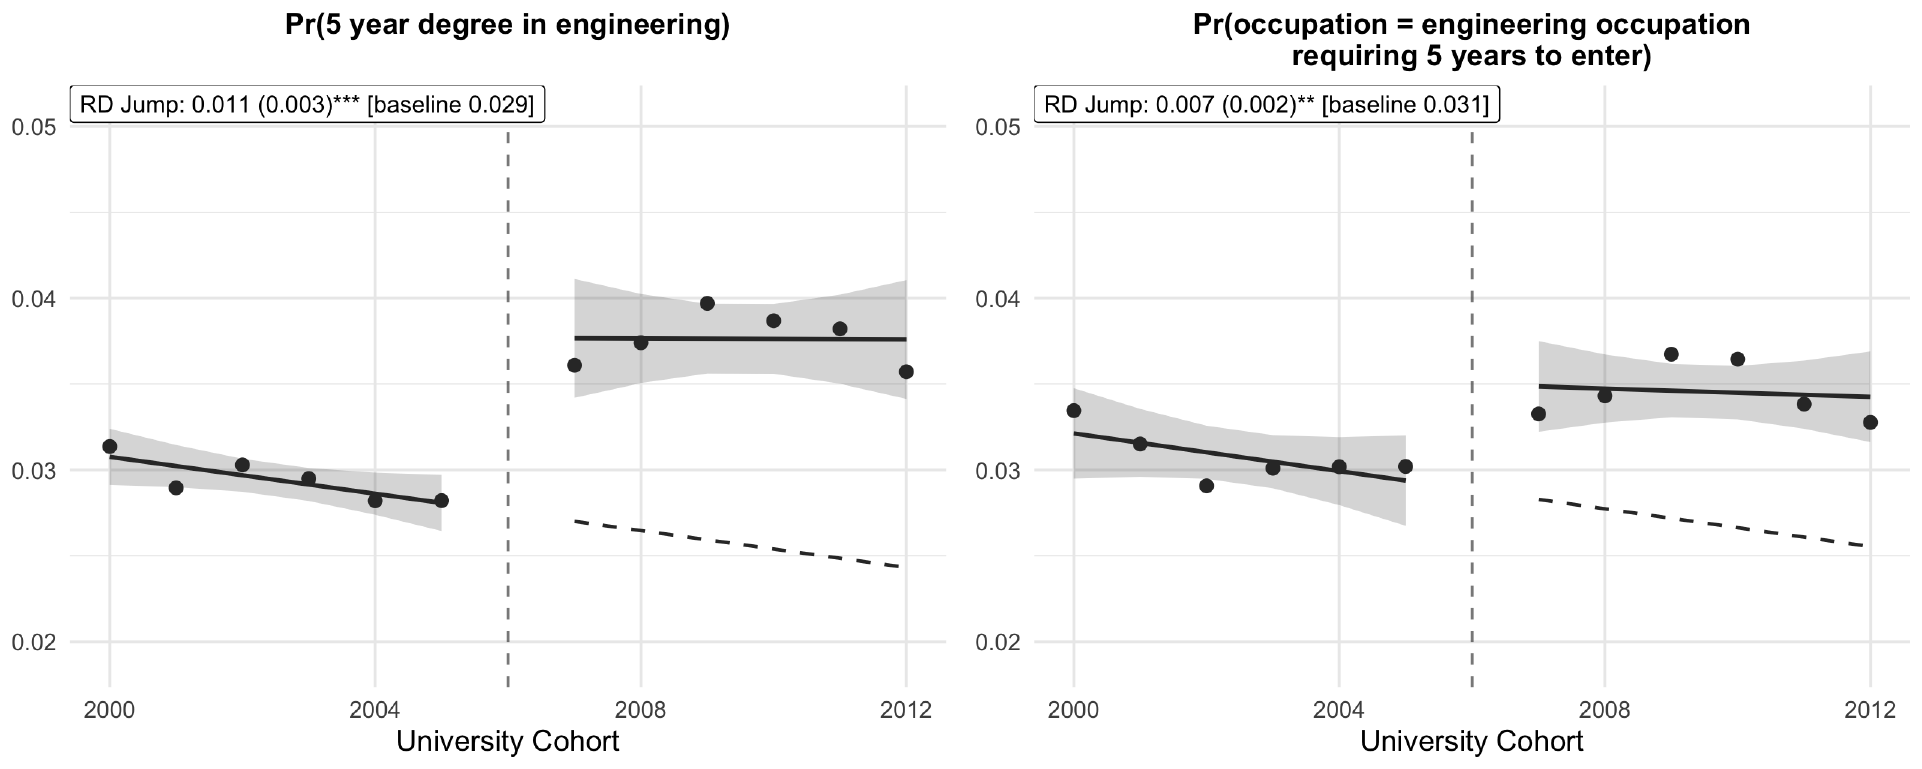 Pr(5 year degree in engineering)
RD Jump: 0.011 (0.003)*** [baseline 0.029]
0.05
0.04
0.03
0.02
2000
2004
2008
2012
University Cohort
Pr(occupation = engineering occupation
requiring 5 years to enter)
RD Jump: 0.007 (0.002)** [baseline 0.031]
0.05
0.04
0.03
0.02
2000
2004
2008
2012
University Cohort